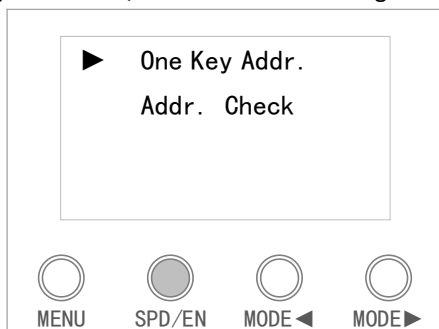 ▶ One Key Addr.
Addr. Check
MENU SPD/EN MODE◀ MODE▶